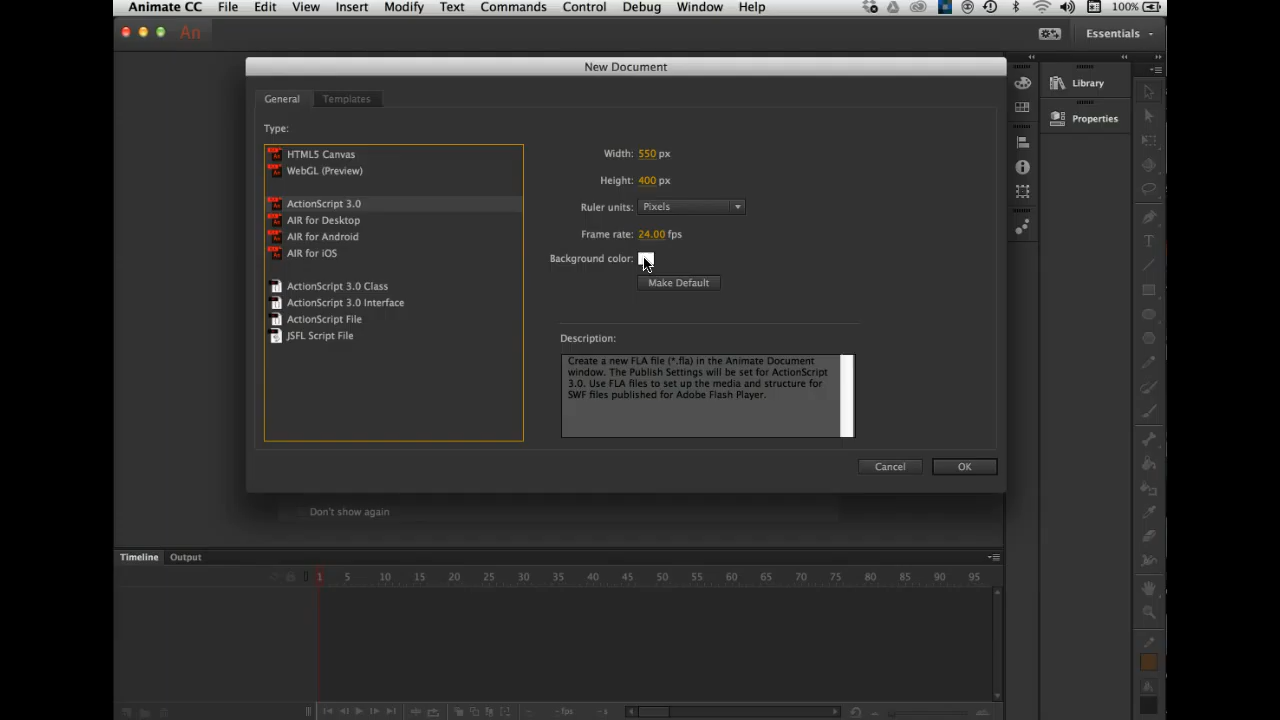 Animate CC File Edit View Insert Modify Text Commands Control Debug Window Help 100%
An Essentials
New Document
General Templates
Type:
HTML5 Canvas
WebGL (Preview)
ActionScript 3.0
AIR for Desktop
AIR for Android
AIR for iOS
ActionScript 3.0 Class
ActionScript 3.0 Interface
ActionScript File
JSFL Script File
Width: 550 px
Height: 400 px
Ruler units: Pixels
Frame rate: 24.00 fps
Background color:
Make Default
Description:
Create a new FLA file (*.fla) in the Animate Document
window. The Publish Settings will be set for ActionScript
3.0. Use FLA files to set up the media and structure for
SWF files published for Adobe Flash Player.
Cancel OK
Library
Properties
Don't show again
Timeline Output
1 5 10 15 20 25 30 35 40 45 50 55 60 65 70 75 80 85 90 95
fps s